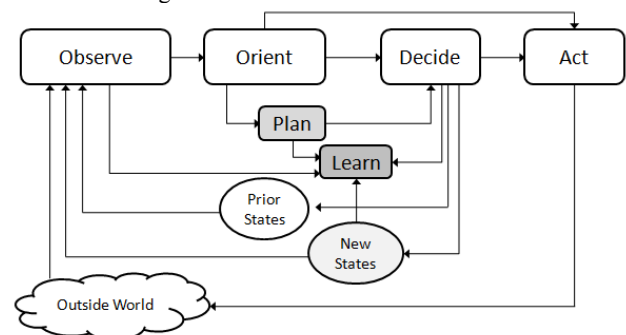 Observe
Orient
Decide
Act
Plan
Learn
Prior
States
New
States
Outside World